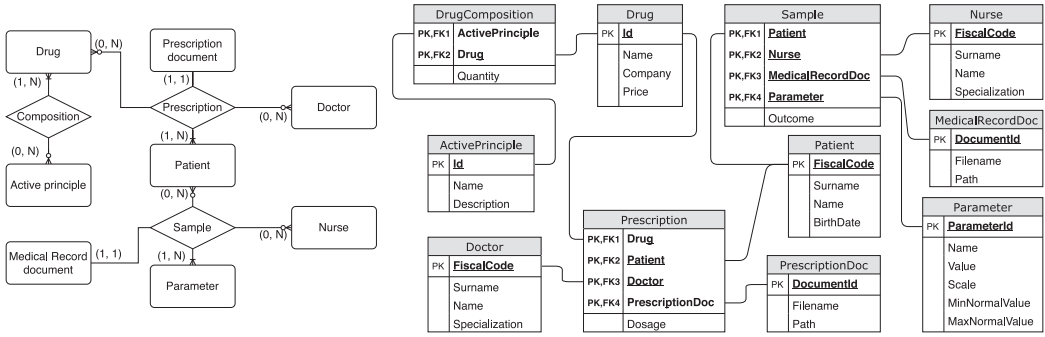 Drug
(0, N)
Prescription
document
(1, N)
(1, 1)
Composition
Prescription
Doctor
(0, N)
(0, N)
(1, N)
Active principle
Patient
(0, N)
Sample
Nurse
(0, N)
Medical Record
document
(1, 1)
(1, N)
Parameter
DrugComposition
PK,FK1 ActivePrinciple
PK,FK2 Drug
Quantity
Drug
PK Id
Name
Company
Price
Sample
PK,FK1 Patient
PK,FK2 Nurse
PK,FK3 MedicalRecordDoc
PK,FK4 Parameter
Outcome
Nurse
PK FiscalCode
Surname
Name
Specialization
MedicalRecordDoc
PK DocumentId
Filename
Path
ActivePrinciple
PK Id
Name
Description
Patient
PK FiscalCode
Surname
Name
BirthDate
Parameter
PK ParameterId
Name
Value
Scale
MinNormalValue
MaxNormalValue
Doctor
PK FiscalCode
Surname
Name
Specialization
Prescription
PK,FK1 Drug
PK,FK2 Patient
PK,FK3 Doctor
PK,FK4 PrescriptionDoc
Dosage
PrescriptionDoc
PK DocumentId
Filename
Path